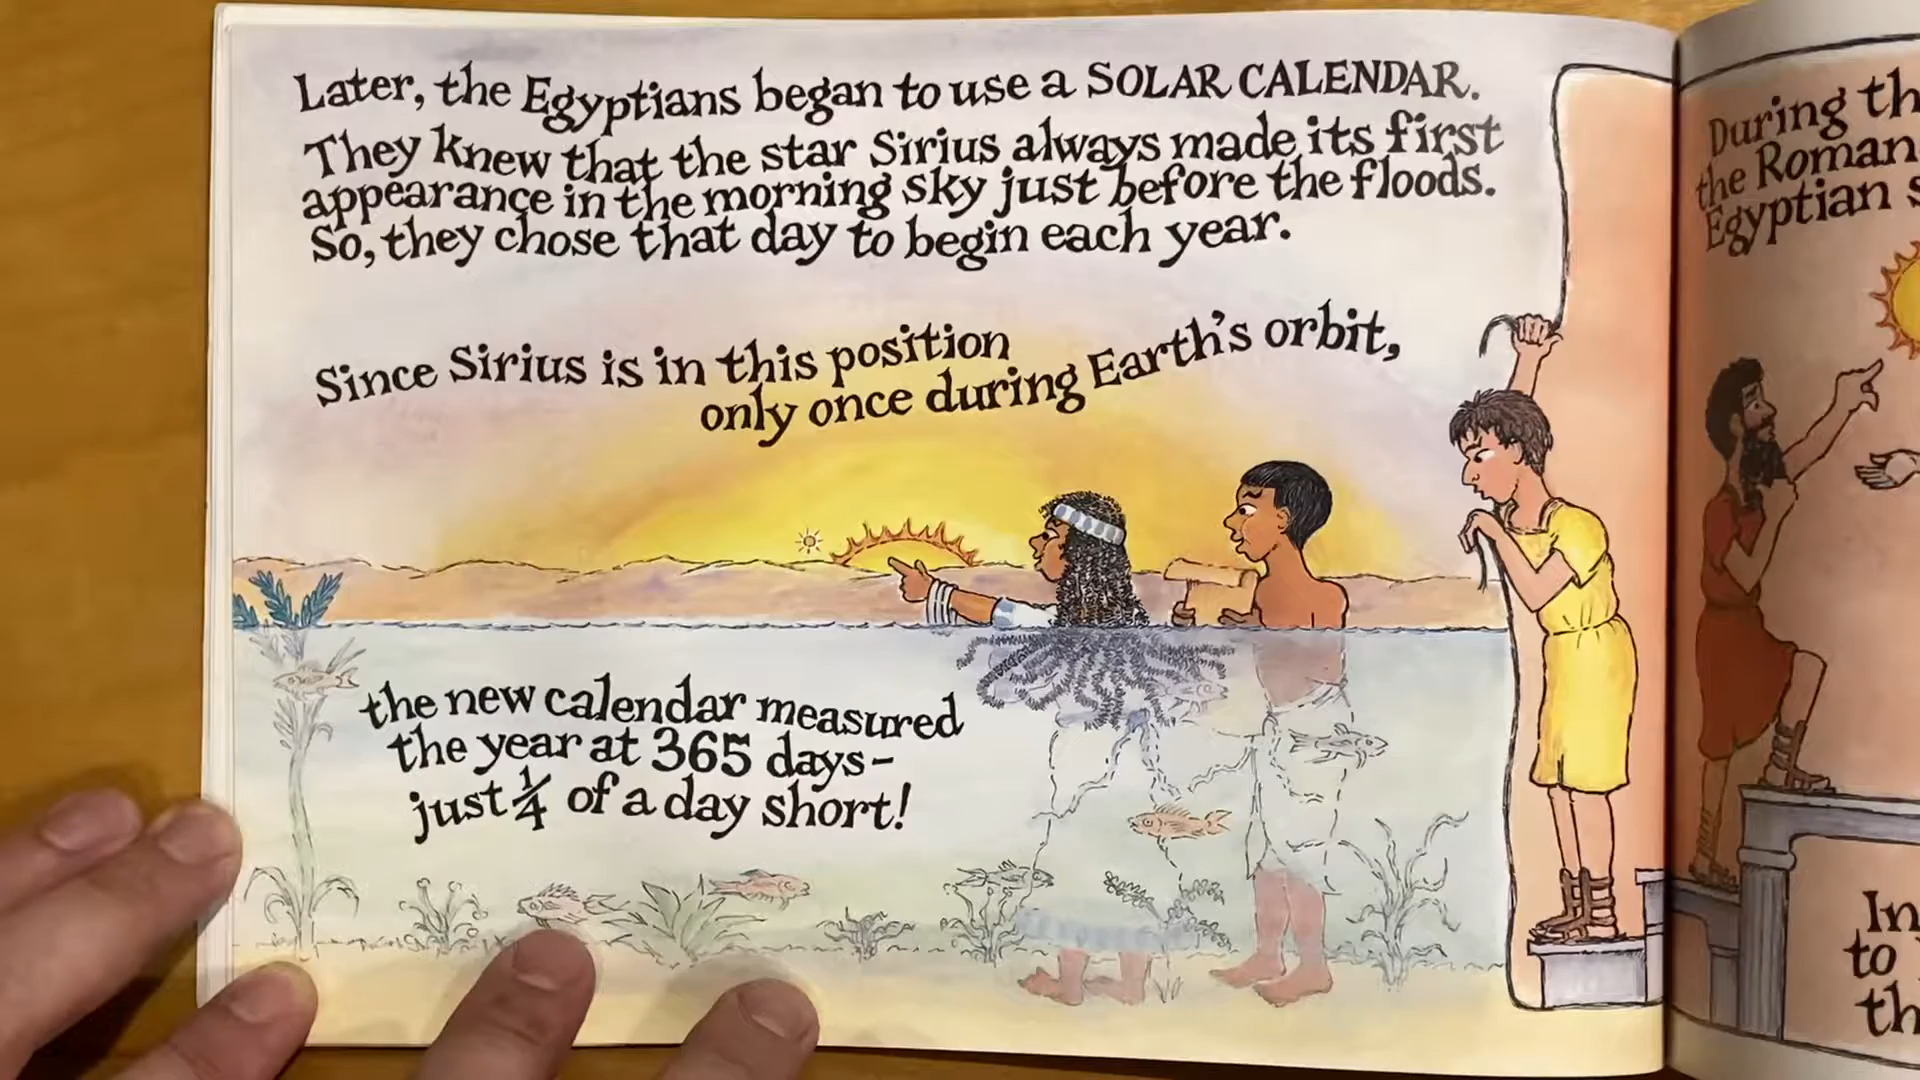 Later, the Egyptians began to use a SOLAR CALENDAR.
They knew that the star Sirius always made its first
appearance in the morning sky just before the floods.
So, they chose that day to begin each year.
Since Sirius is in this position
only once during Earth's orbit,
the new calendar measured
the year at 365 days–
just ¼ of a day short!
During th
the Roman
Egyptian s
In
to
th